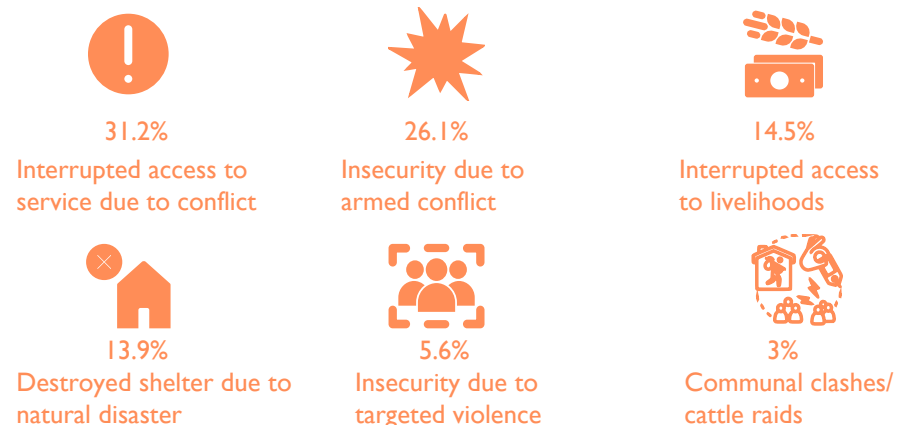 31.2%
Interrupted access to
service due to conflict
26.1%
Insecurity due to
armed conflict
14.5%
Interrupted access
to livelihoods
13.9%
Destroyed shelter due to
natural disaster
5.6%
Insecurity due to
targeted violence
3%
Communal clashes/
cattle raids